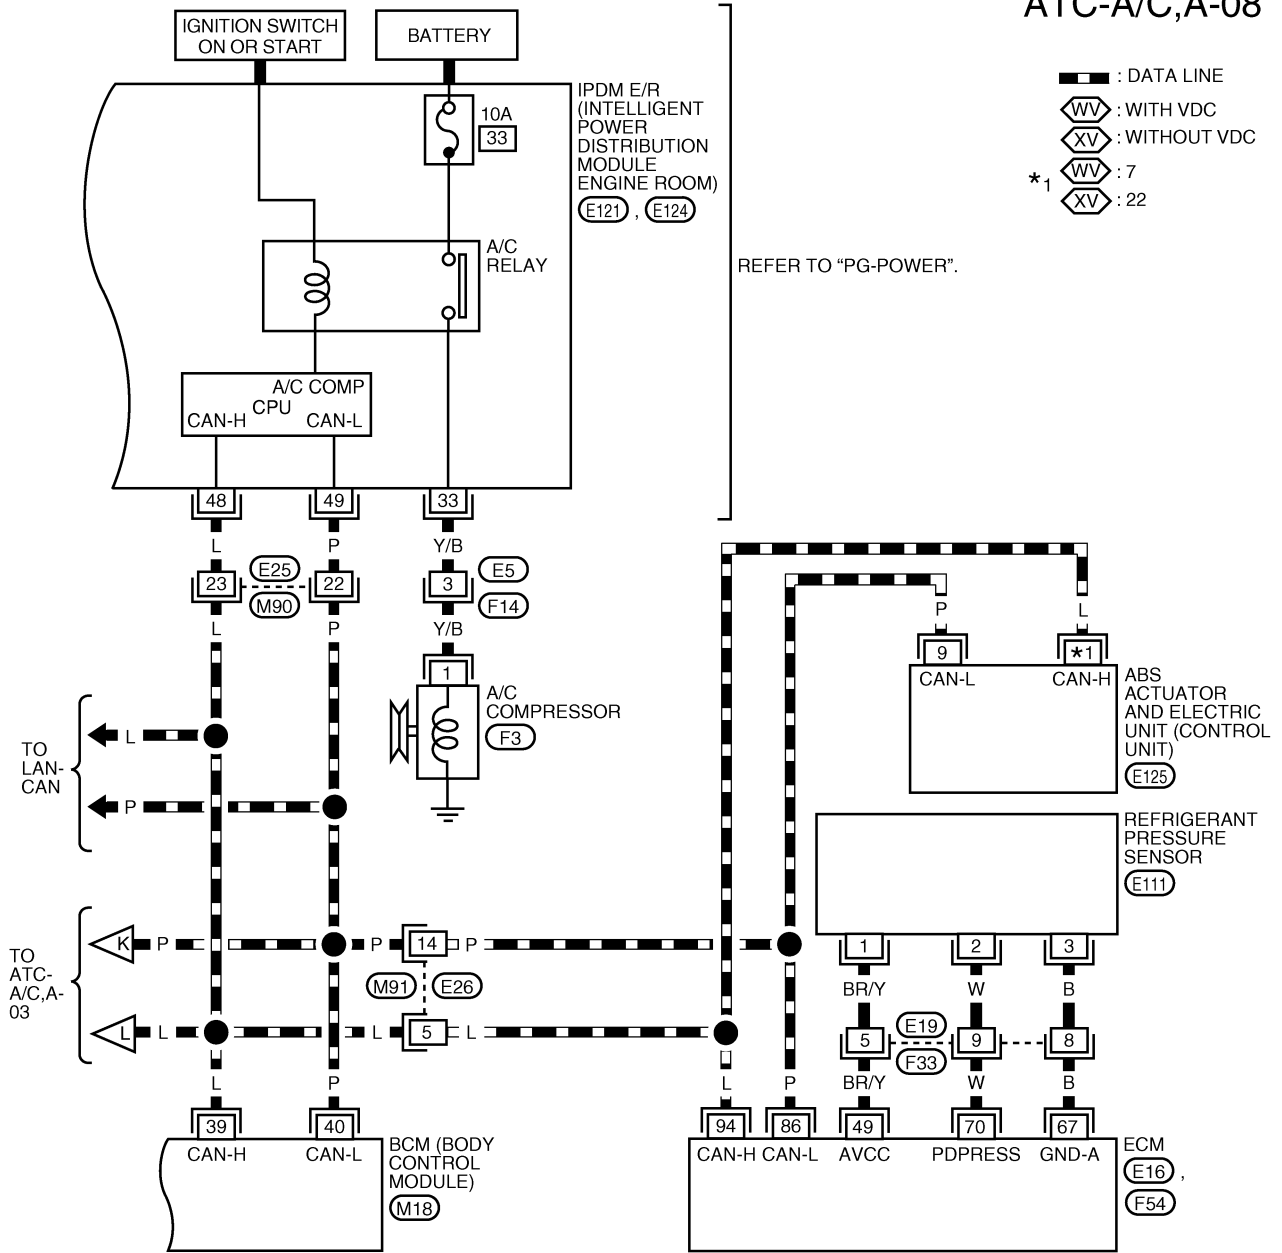 ATC-A/C,A-08
IGNITION SWITCH
ON OR START
BATTERY
: DATA LINE
WV : WITH VDC
XV : WITHOUT VDC
*1 WV : 7
XV : 22
10A
33
IPDM E/R
(INTELLIGENT
POWER
DISTRIBUTION
MODULE
ENGINE ROOM)
E121 , E124
A/C
RELAY
REFER TO “PG-POWER”.
A/C COMP
CPU
CAN-H CAN-L
48 49 33
L P Y/B
23 E25 22 3 E5
M90 F14
L P Y/B
P L
9 *1
CAN-L CAN-H
ABS
ACTUATOR
AND ELECTRIC
UNIT (CONTROL
UNIT)
E125
1
A/C
COMPRESSOR
F3
TO
LAN-
CAN
L
P
REFRIGERANT
PRESSURE
SENSOR
E111
TO
ATC-
A/C,A-
03
K P P 14 P
M91 E26
L L L 5 L
1 2 3
BR/Y W B
5 E19 9 8
F33
BR/Y W B
L P L P
39 40 94 86 49 70 67
CAN-H CAN-L
BCM (BODY
CONTROL
MODULE)
M18
CAN-H CAN-L AVCC PDPRESS GND-A
ECM
E16 ,
F54